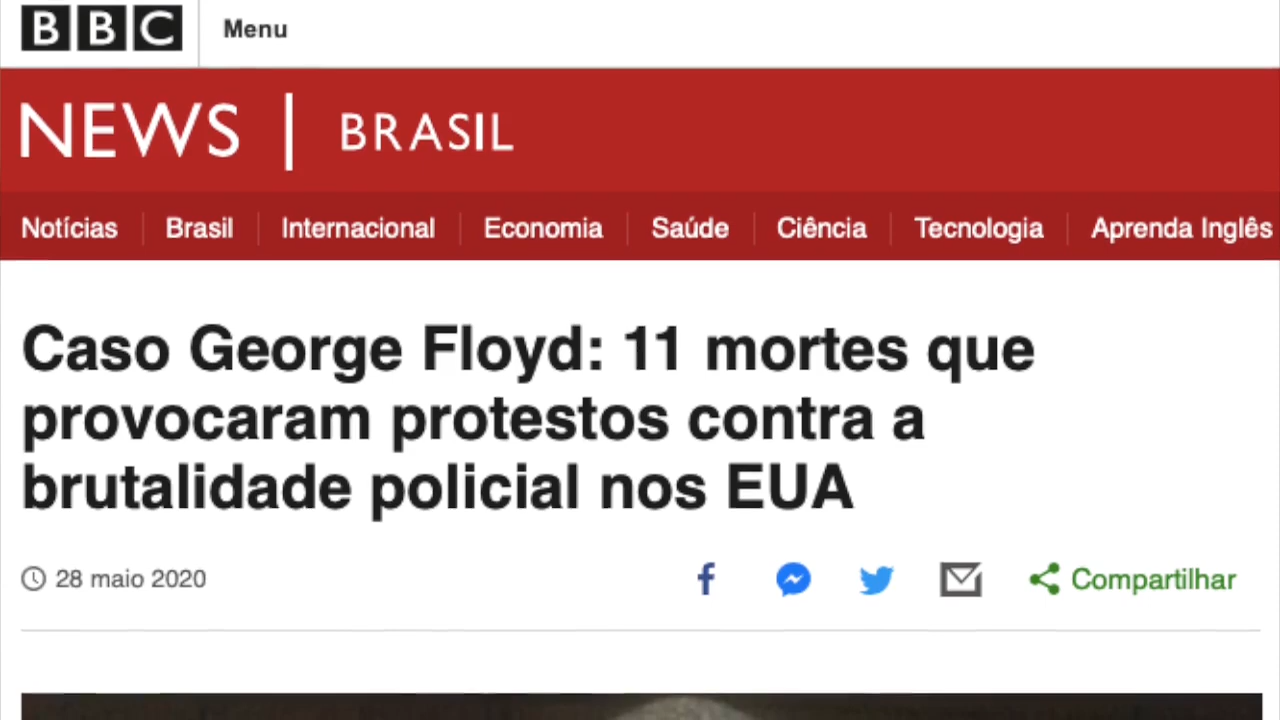 BBC Menu
NEWS | BRASIL
Notícias Brasil Internacional Economia Saúde Ciência Tecnologia Aprenda Inglês
Caso George Floyd: 11 mortes que
provocaram protestos contra a
brutalidade policial nos EUA
28 maio 2020 Compartilhar